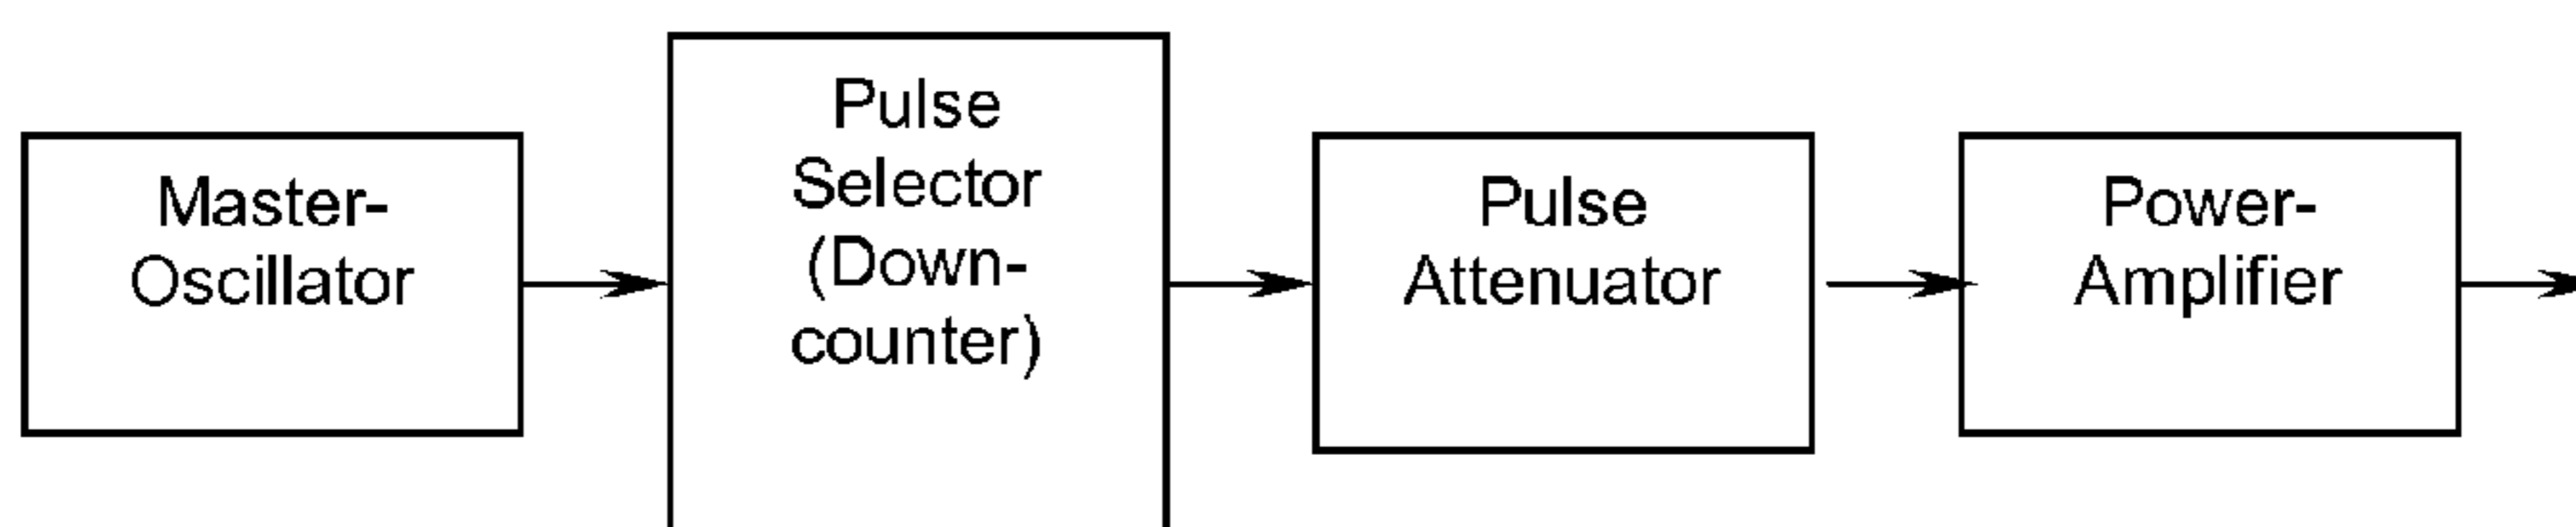 Master-
Oscillator
Pulse
Selector
(Down-
counter)
Pulse
Attenuator
Power-
Amplifier